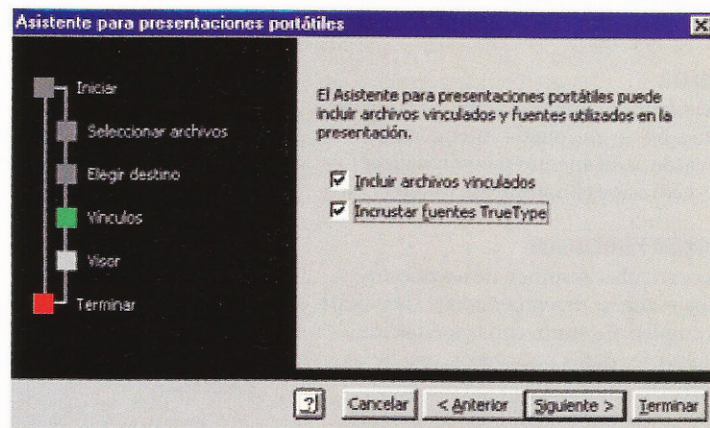 Asistente para presentaciones portátiles
Iniciar
Seleccionar archivos
Elegir destino
Vínculos
Visor
Terminar
El Asistente para presentaciones portátiles puede
incluir archivos vinculados y fuentes utilizados en la
presentación.
Incluir archivos vinculados
Incrustar fuentes TrueType
?
Cancelar
< Anterior
Siguiente >
Terminar